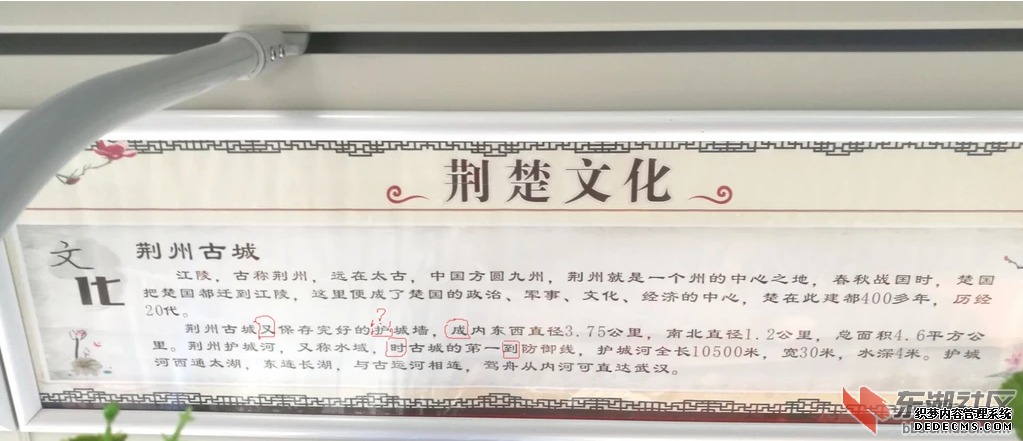 荆楚文化
文化
荆州古城
江陵，古称荆州，远在太古，中国方圆九州，荆州就是一个州的中心之地，春秋战国时，楚国
把楚国都迁到江陵，这里便成了楚国的政治、军事、文化、经济的中心，楚在此建都400多年，历经
20代。
?
荆州古城又保存完好的护城墙，成内东西直径3.75公里，南北直径1.2公里，总面积4.6平方公
里。荆州护城河，又称水域，时古城的第一到防御线，护城河全长10500米，宽30米，水深4米。护城
河西通太湖，东连长湖，与古运河相连，驾舟从内河可直达武汉。
东湖社区
织梦内容管理系统
DEDECMS.COM